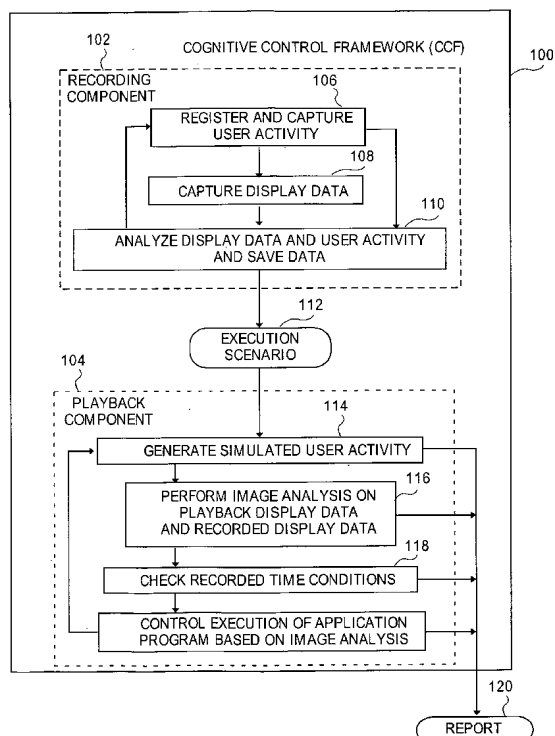 COGNITIVE CONTROL FRAMEWORK (CCF)
100
102
RECORDING
COMPONENT
106
REGISTER AND CAPTURE
USER ACTIVITY
108
CAPTURE DISPLAY DATA
110
ANALYZE DISPLAY DATA AND USER ACTIVITY
AND SAVE DATA
112
EXECUTION
SCENARIO
104
PLAYBACK
COMPONENT
114
GENERATE SIMULATED USER ACTIVITY
116
PERFORM IMAGE ANALYSIS ON
PLAYBACK DISPLAY DATA
AND RECORDED DISPLAY DATA
118
CHECK RECORDED TIME CONDITIONS
CONTROL EXECUTION OF APPLICATION
PROGRAM BASED ON IMAGE ANALYSIS
120
REPORT